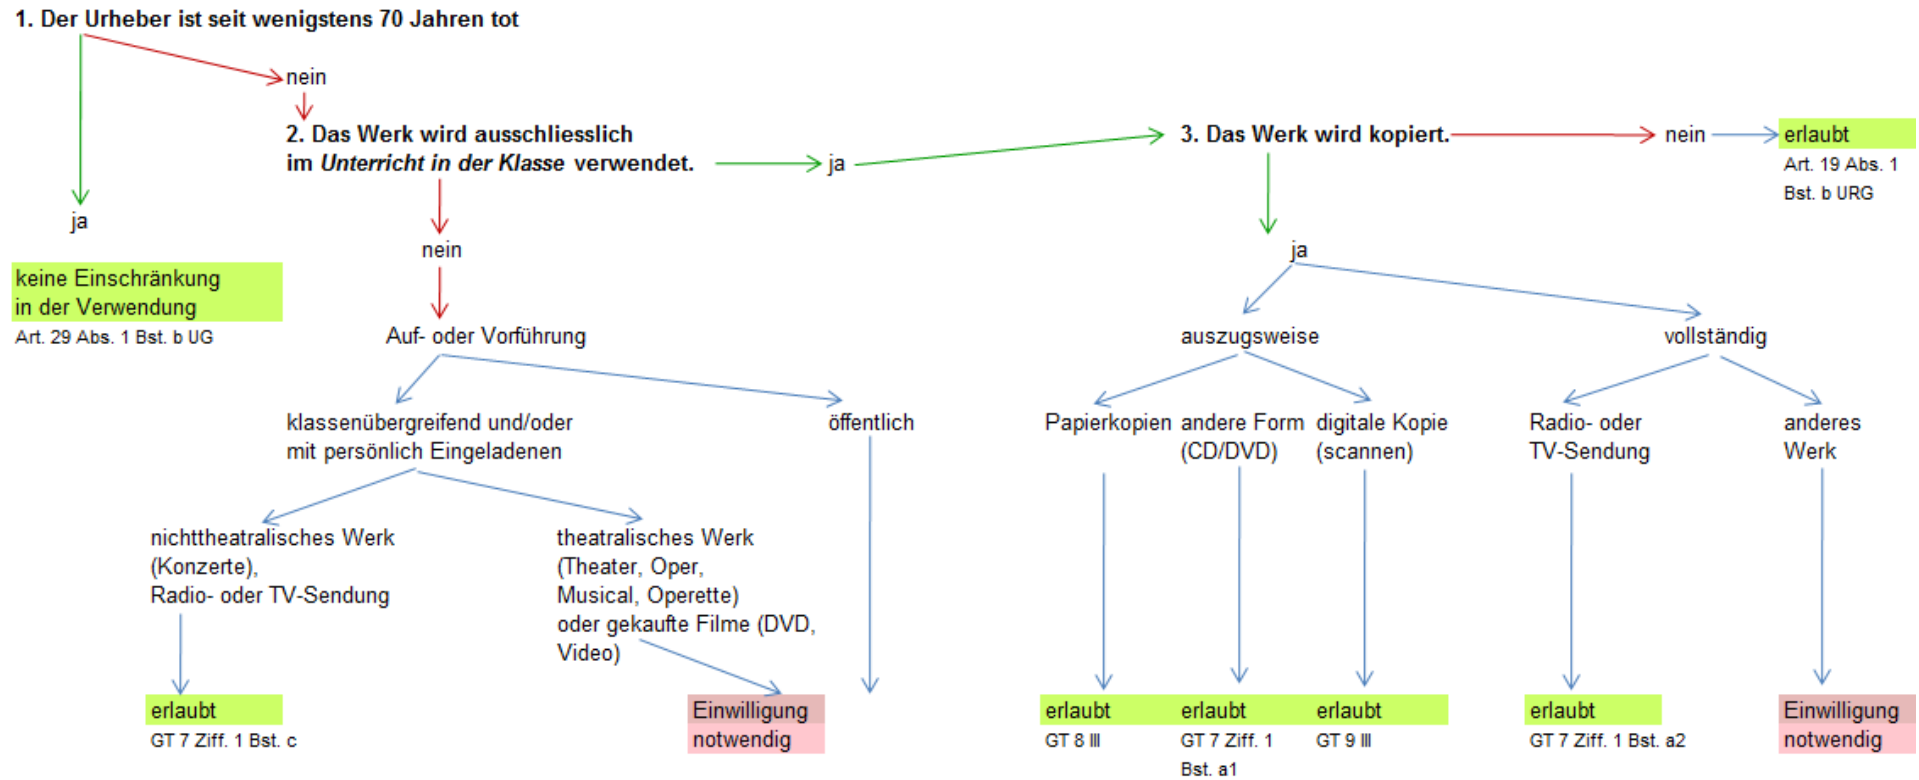 1. Der Urheber ist seit wenigstens 70 Jahren tot
nein
2. Das Werk wird ausschliesslich
im Unterricht in der Klasse verwendet.
ja
3. Das Werk wird kopiert.
nein
erlaubt
Art. 19 Abs. 1
Bst. b URG
ja
keine Einschränkung
in der Verwendung
Art. 29 Abs. 1 Bst. b UG
nein
Auf- oder Vorführung
klassenübergreifend und/oder
mit persönlich Eingeladenen
öffentlich
nichttheatralisches Werk
(Konzerte),
Radio- oder TV-Sendung
theatralisches Werk
(Theater, Oper,
Musical, Operette)
oder gekaufte Filme (DVD,
Video)
erlaubt
GT 7 Ziff. 1 Bst. c
Einwilligung
notwendig
ja
auszugsweise
vollständig
Papierkopien
andere Form
(CD/DVD)
digitale Kopie
(scannen)
Radio- oder
TV-Sendung
anderes
Werk
erlaubt
GT 8 III
erlaubt
GT 7 Ziff. 1
Bst. a1
erlaubt
GT 9 III
erlaubt
GT 7 Ziff. 1 Bst. a2
Einwilligung
notwendig